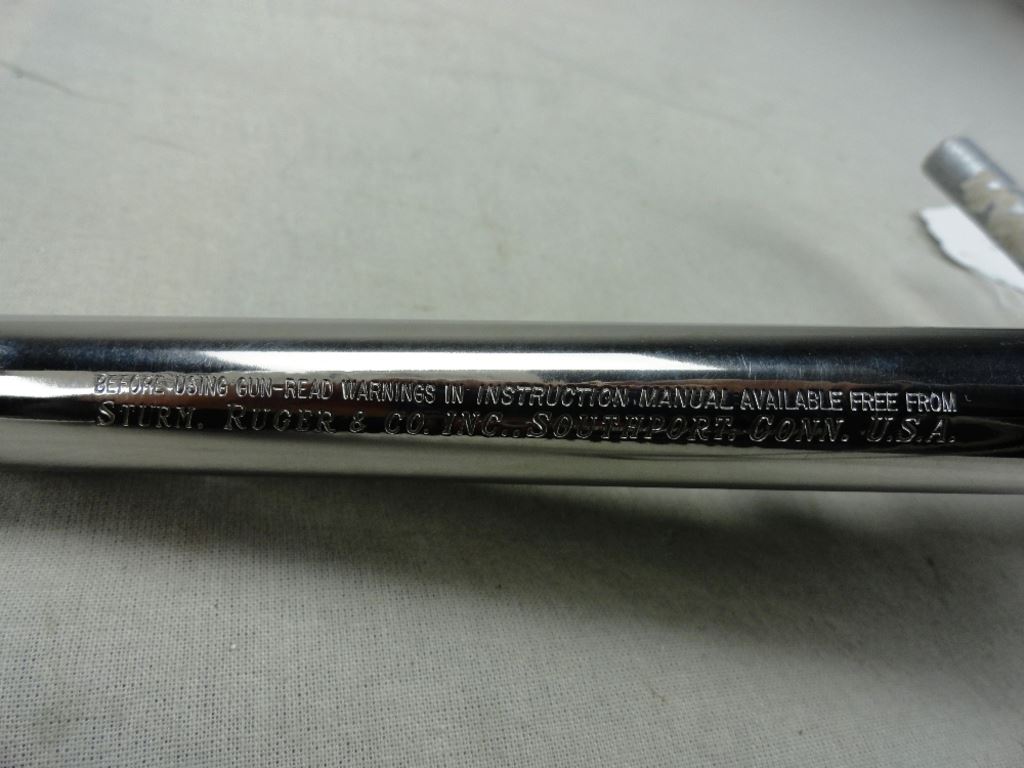 BEFORE USING GUN-READ WARNINGS IN INSTRUCTION MANUAL AVAILABLE FREE FROM
STURM, RUGER & CO. INC., SOUTHPORT, CONN. U.S.A.